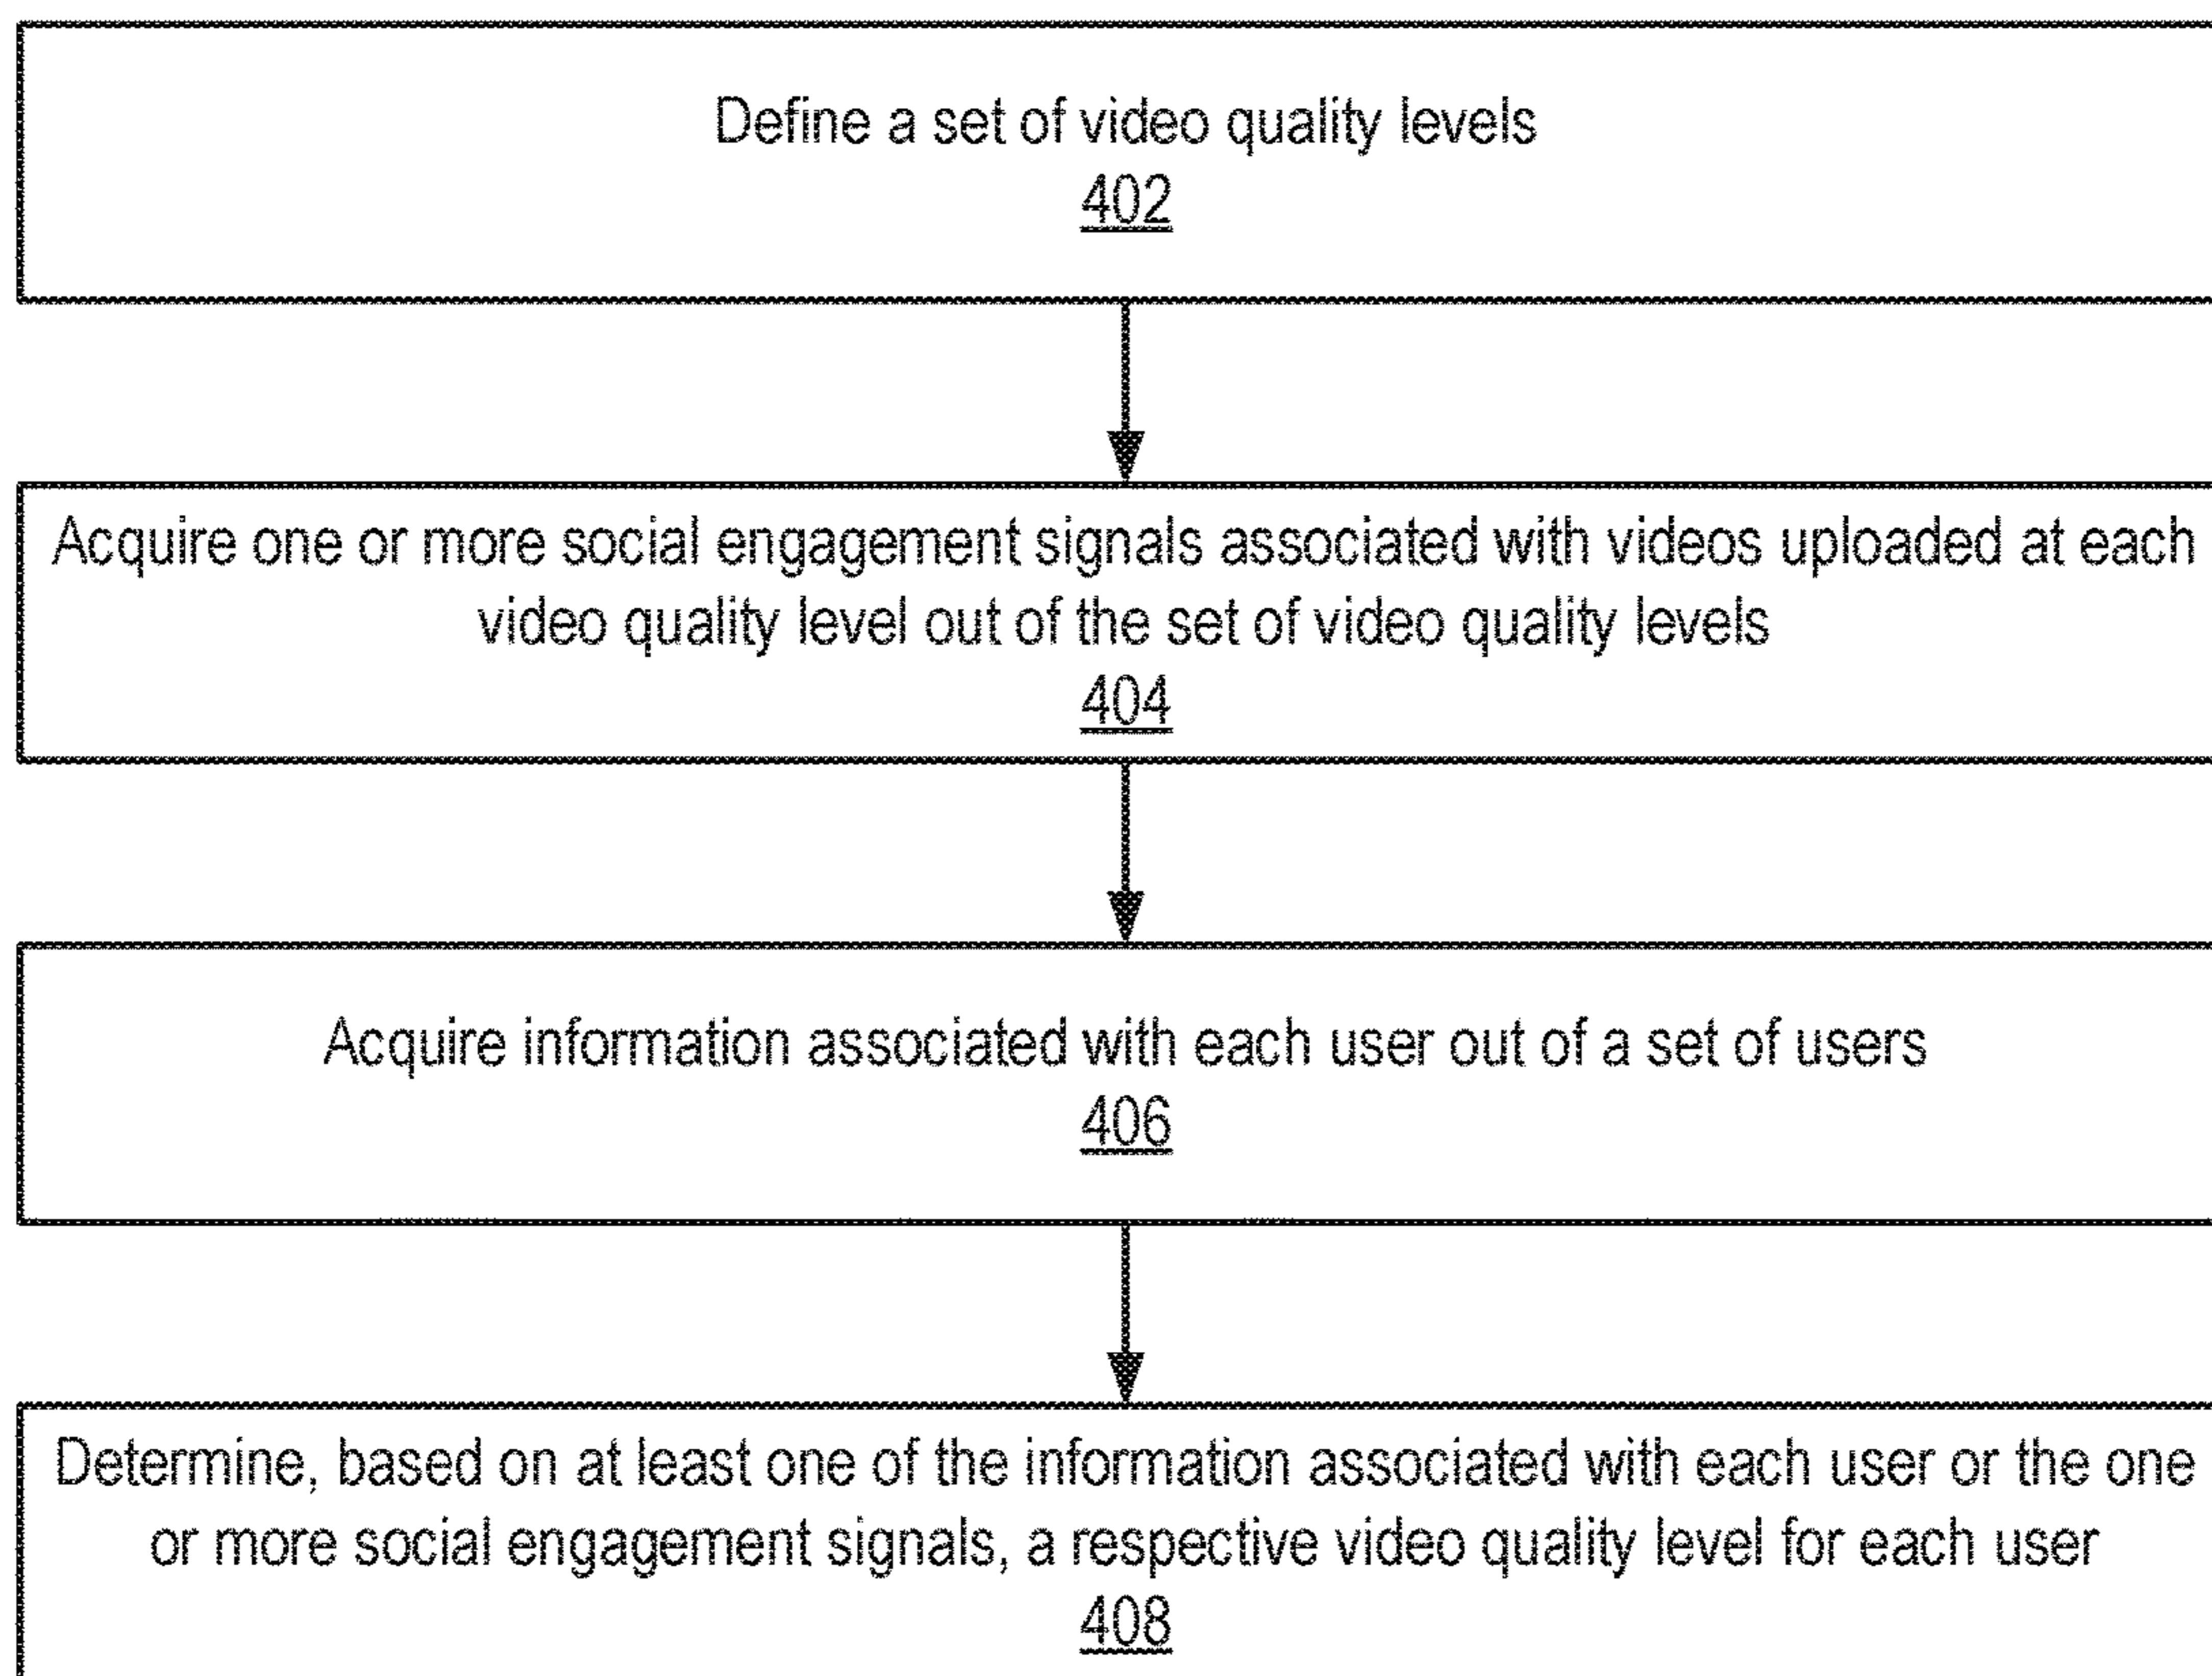 Define a set of video quality levels
402
Acquire one or more social engagement signals associated with videos uploaded at each
video quality level out of the set of video quality levels
404
Acquire information associated with each user out of a set of users
406
Determine, based on at least one of the information associated with each user or the one
or more social engagement signals, a respective video quality level for each user
408